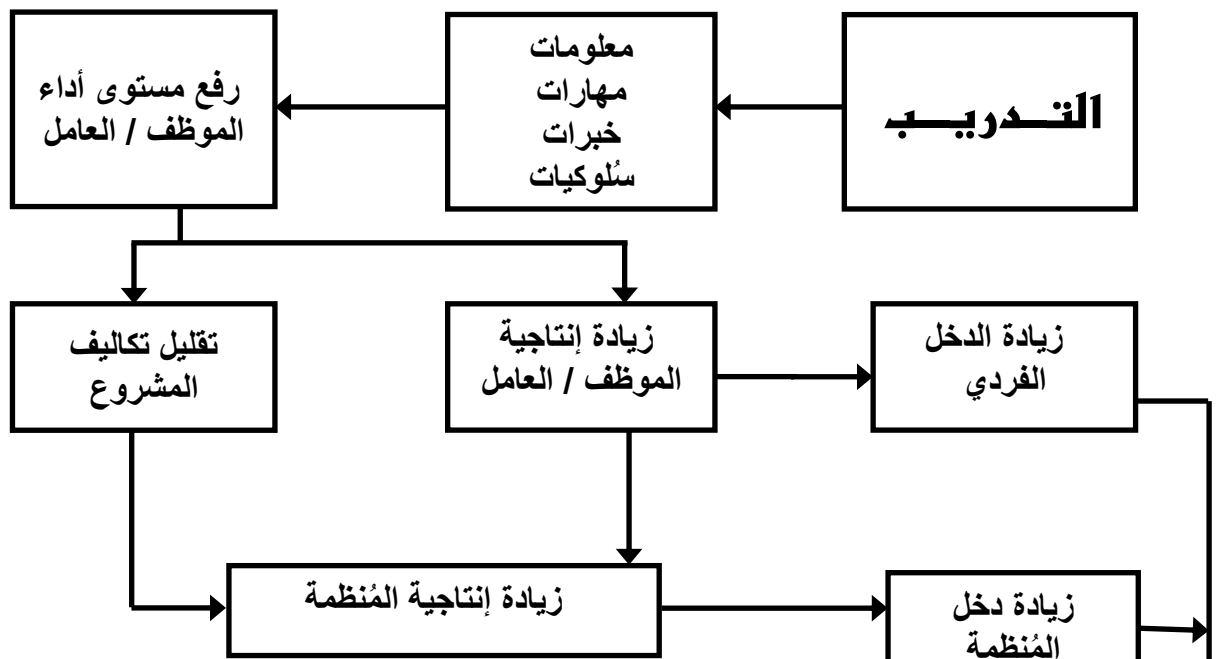 التـــدريـــب
معلومات
مهارات
خبرات
سُلوكيات
رفع مستوى أداء
الموظف / العامل
زيادة الدخل
الفردي
زيادة إنتاجية
الموظف / العامل
تقليل تكاليف
المشروع
زيادة إنتاجية المُنظمة
زيادة دخل
المُنظمة